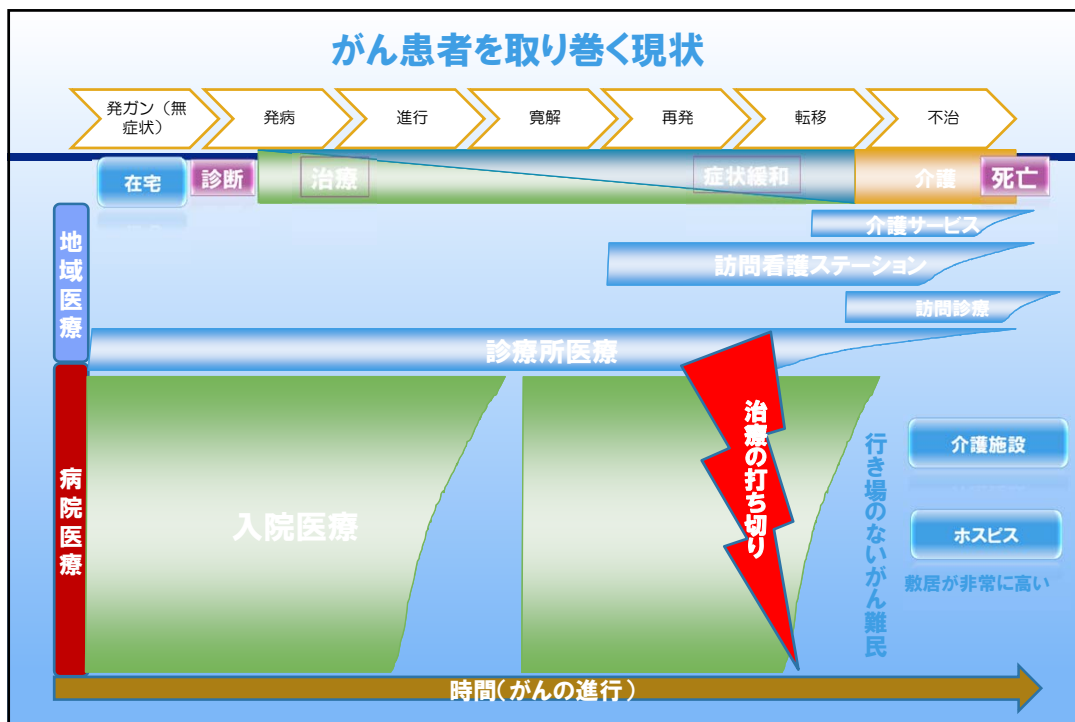 がん患者を取り巻く現状
発ガン（無
症状）
発病
進行
寛解
再発
転移
不治
在宅
診断
治療
症状緩和
介護
死亡
介護サービス
訪問看護ステーション
訪問診療
地域医療
診療所医療
病院医療
入院医療
治療の打ち切り
行き場のないがん難民
介護施設
ホスピス
敷居が非常に高い
時間（がんの進行）